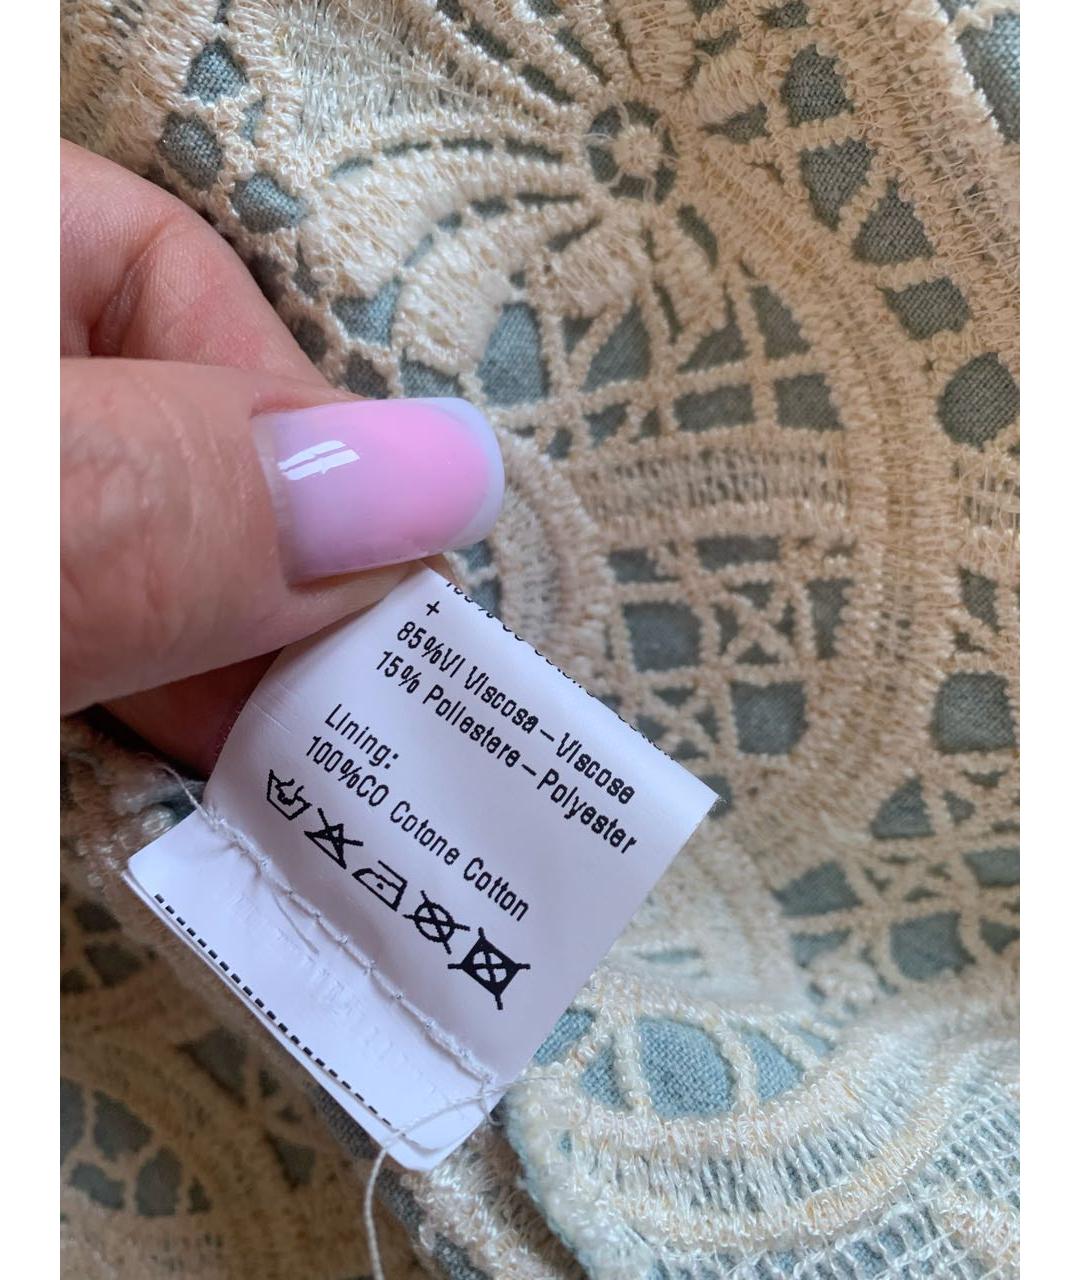 +
85%VI Viscosa – Viscose
15% Poliestere – Polyester
Lining:
100%CO Cotone Cotton